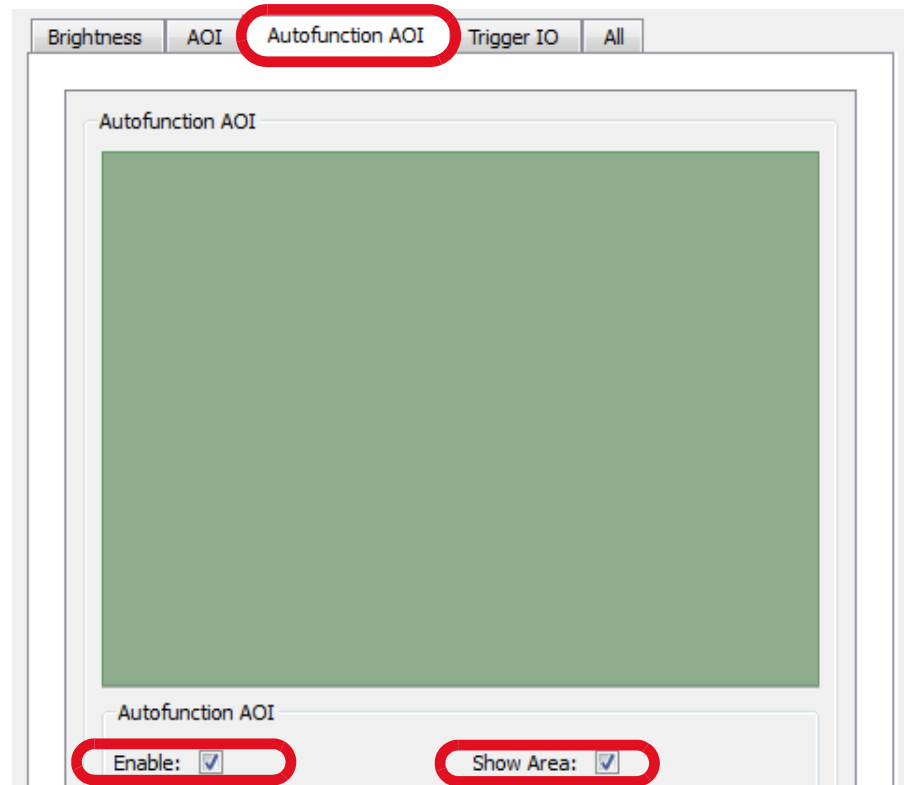 Brightness AOI Autofunction AOI Trigger IO All
Autofunction AOI
Autofunction AOI
Enable: Show Area: